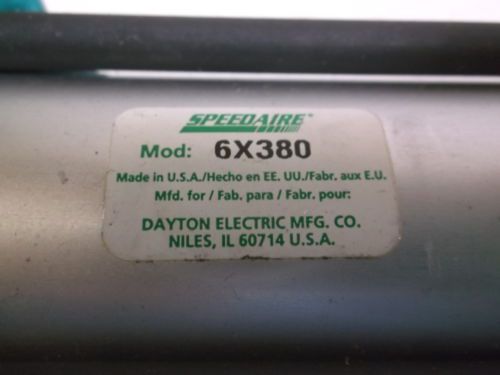 SPEEDAIRE®
Mod: 6X380
Made in U.S.A./Hecho en EE. UU./Fabr. aux E.U.
Mfd. for / Fab. para / Fabr. pour:
DAYTON ELECTRIC MFG. CO.
NILES, IL 60714 U.S.A.